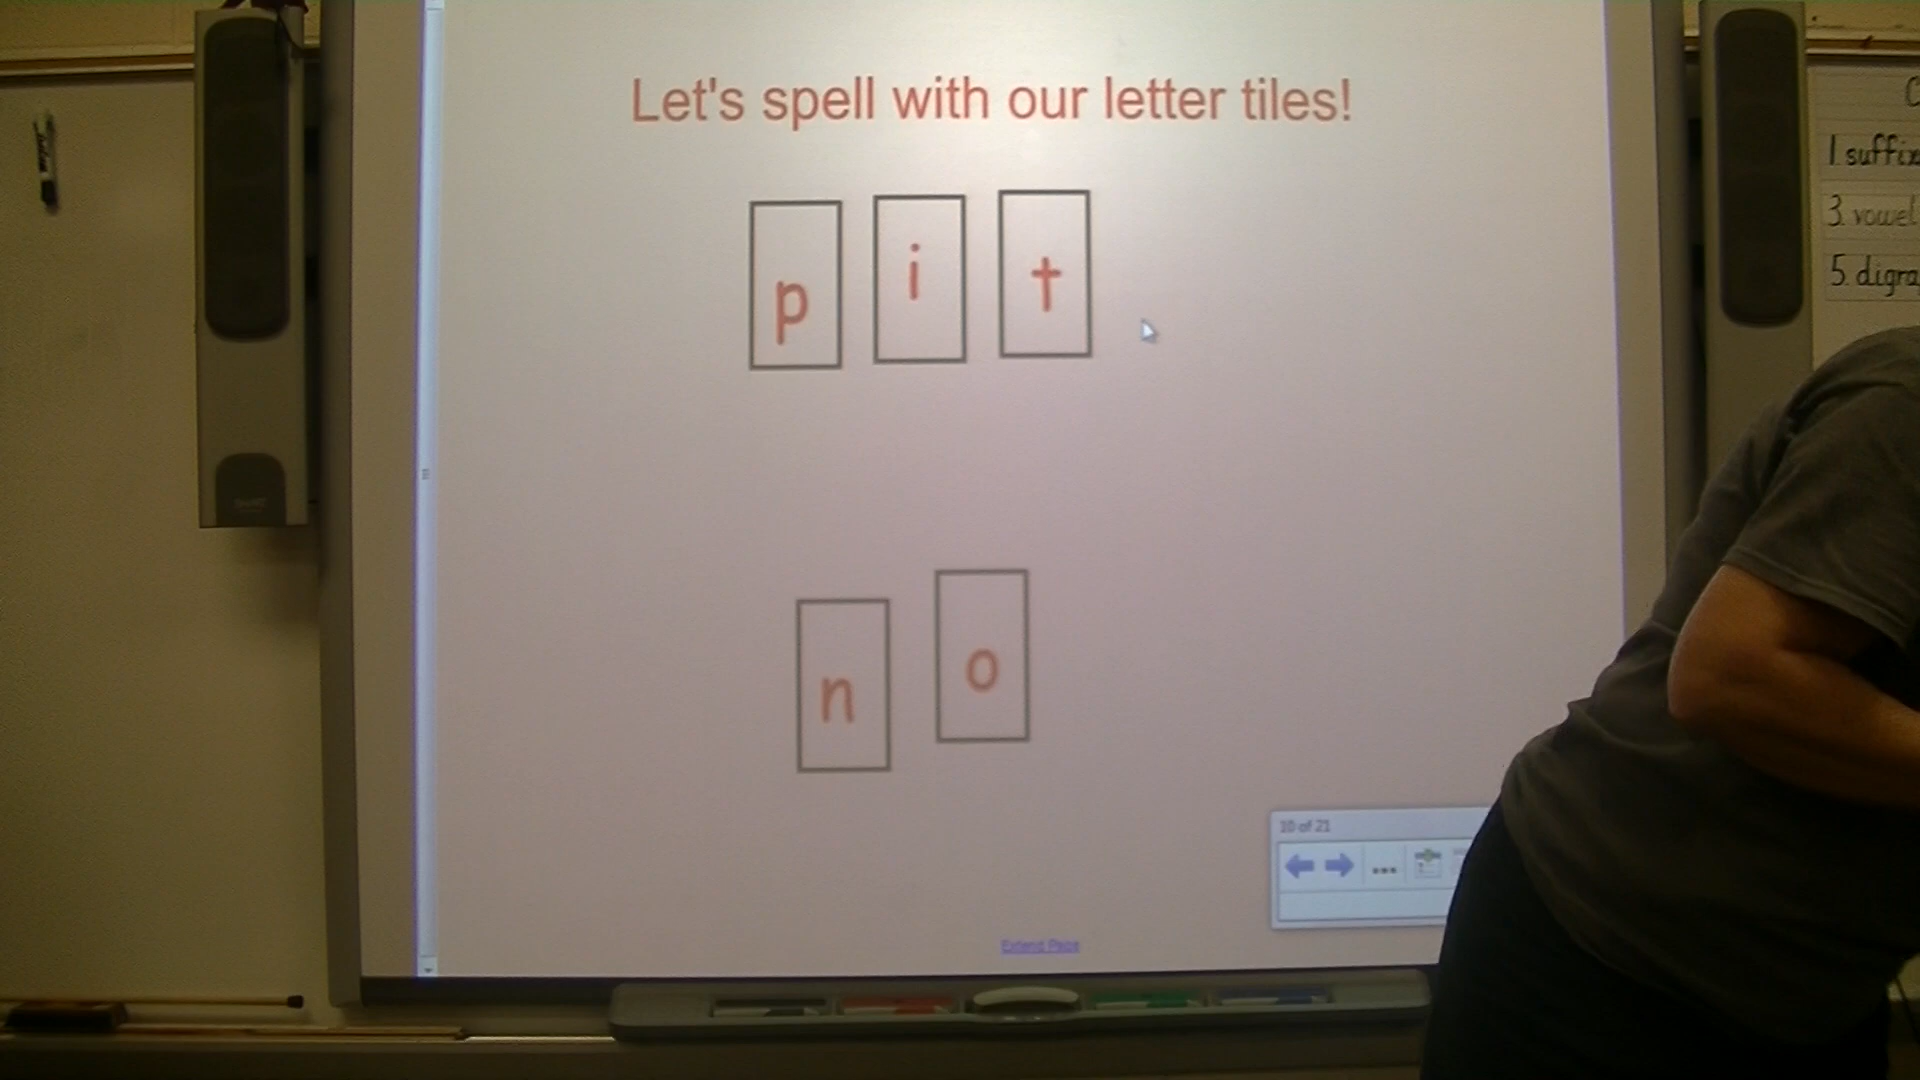 Let's spell with our letter tiles!
p i t
n o
10 of 21
Extend Page
1. suffix
3. vowel
5. digra